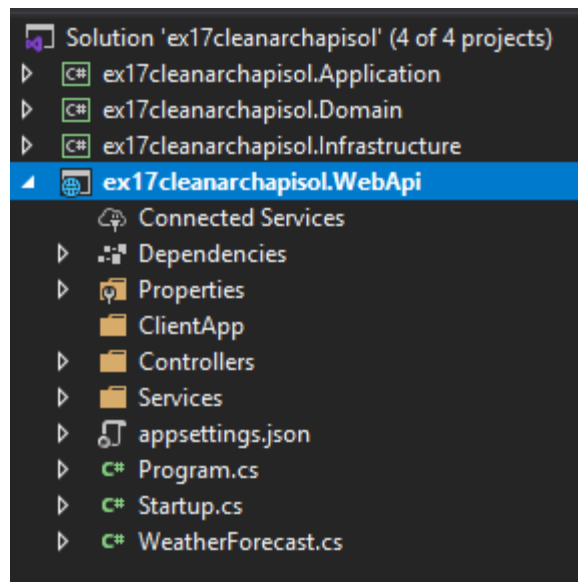 Solution 'ex17cleanarchapisol' (4 of 4 projects)
C# ex17cleanarchapisol.Application
C# ex17cleanarchapisol.Domain
C# ex17cleanarchapisol.Infrastructure
ex17cleanarchapisol.WebApi
Connected Services
Dependencies
Properties
ClientApp
Controllers
Services
appsettings.json
C# Program.cs
C# Startup.cs
C# WeatherForecast.cs